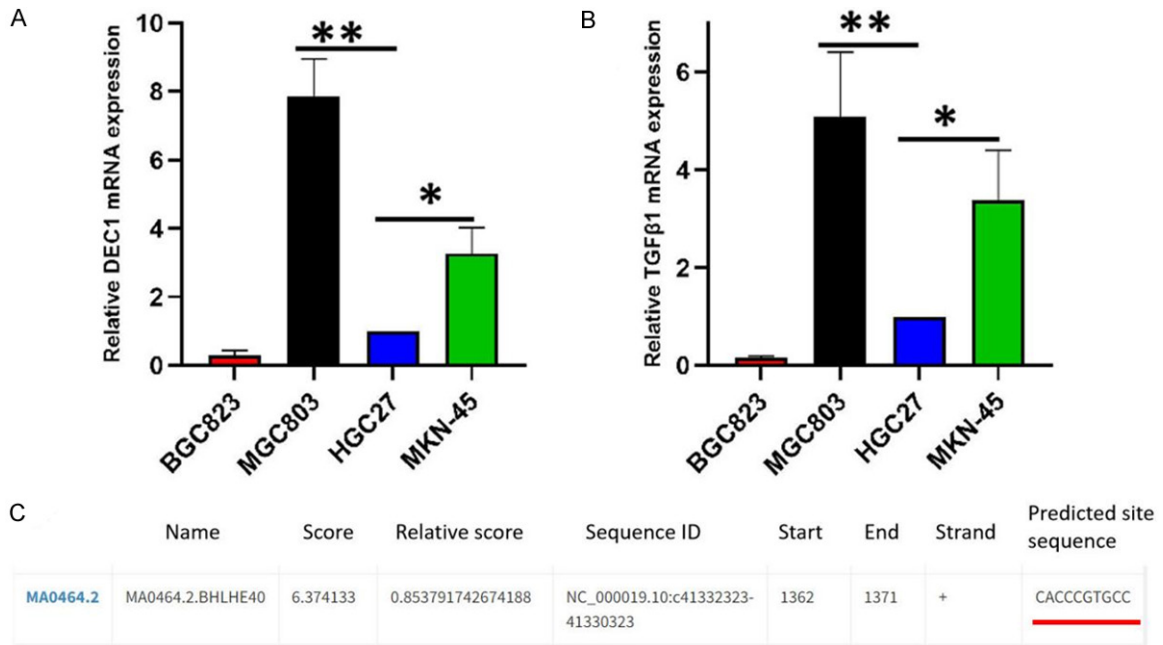 A
Relative DEC1 mRNA expression
10
8
6
4
2
0
**
*
BGC823
MGC803
HGC27
MKN-45
B
Relative TGFβ1 mRNA expression
6
4
2
0
**
*
BGC823
MGC803
HGC27
MKN-45
C
Name Score Relative score Sequence ID Start End Strand Predicted site
sequence
MA0464.2 MA0464.2.BHLHE40 6.374133 0.853791742674188 NC_000019.10:c41332323- 1362 1371 + CACCCGTGCC
41330323